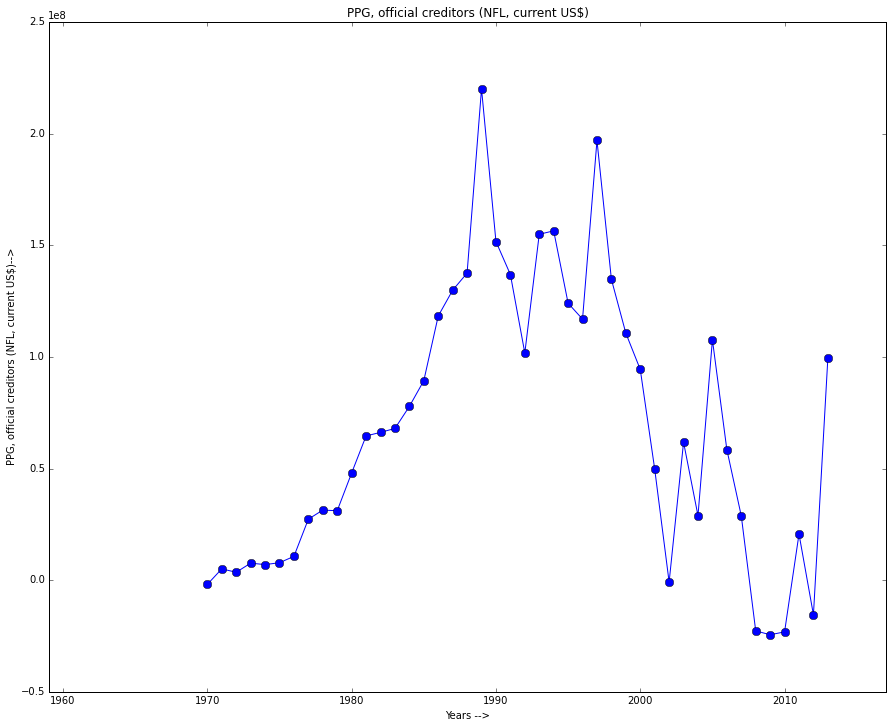 PPG, official creditors (NFL, current US$)
1e8
2.5
2.0
1.5
1.0
0.5
0.0
−0.5
PPG, official creditors (NFL, current US$)-->
1960 1970 1980 1990 2000 2010
Years -->